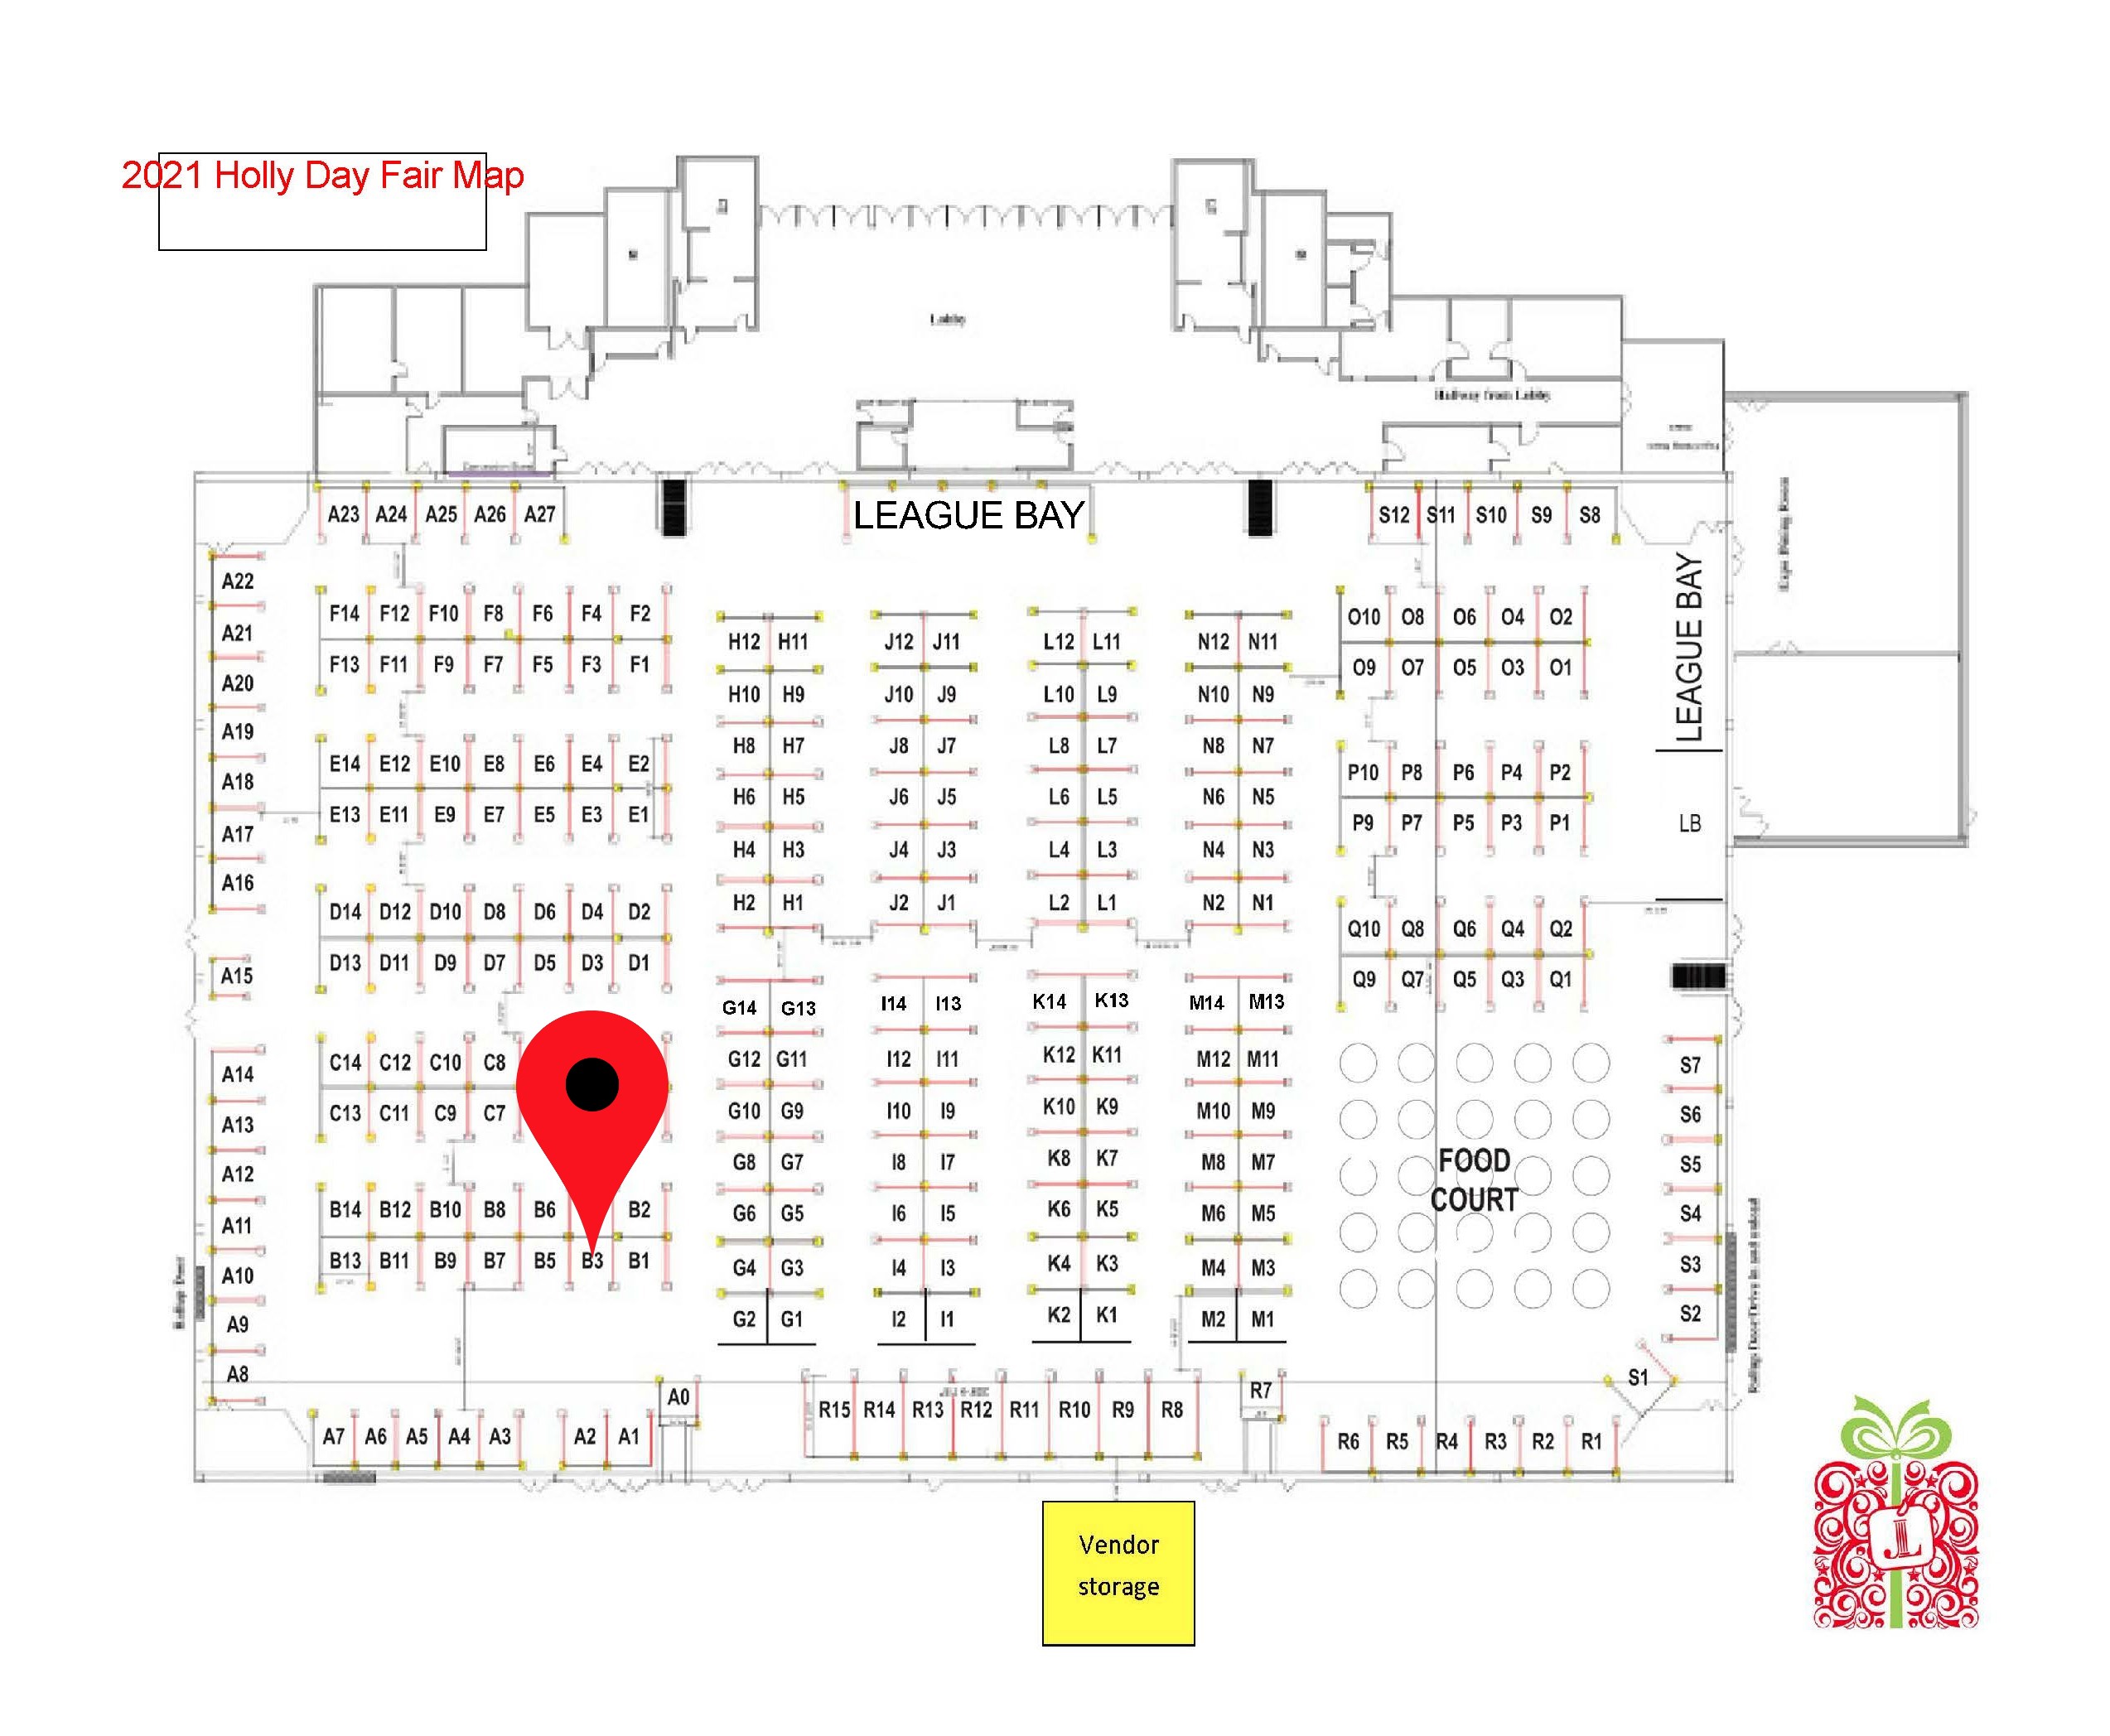 2021 Holly Day Fair Map
Lobby
Hallway from Lobby
LEAGUE BAY
A23 A24 A25 A26 A27
S12 S11 S10 S9 S8
A22
A21
A20
A19
A18
A17
A16
A15
A14
A13
A12
A11
A10
A9
A8
F14 F12 F10 F8 F6 F4 F2
F13 F11 F9 F7 F5 F3 F1
E14 E12 E10 E8 E6 E4 E2
E13 E11 E9 E7 E5 E3 E1
D14 D12 D10 D8 D6 D4 D2
D13 D11 D9 D7 D5 D3 D1
C14 C12 C10 C8
C13 C11 C9 C7
B14 B12 B10 B8 B6 B2
B13 B11 B9 B7 B5 B3 B1
H12 H11
H10 H9
H8 H7
H6 H5
H4 H3
H2 H1
G14 G13
G12 G11
G10 G9
G8 G7
G6 G5
G4 G3
G2 G1
J12 J11
J10 J9
J8 J7
J6 J5
J4 J3
J2 J1
I14 I13
I12 I11
I10 I9
I8 I7
I6 I5
I4 I3
I2 I1
L12 L11
L10 L9
L8 L7
L6 L5
L4 L3
L2 L1
K14 K13
K12 K11
K10 K9
K8 K7
K6 K5
K4 K3
K2 K1
N12 N11
N10 N9
N8 N7
N6 N5
N4 N3
N2 N1
M14 M13
M12 M11
M10 M9
M8 M7
M6 M5
M4 M3
M2 M1
O10 O8 O6 O4 O2
O9 O7 O5 O3 O1
P10 P8 P6 P4 P2
P9 P7 P5 P3 P1
Q10 Q8 Q6 Q4 Q2
Q9 Q7 Q5 Q3 Q1
LEAGUE BAY
LB
FOOD
COURT
S7
S6
S5
S4
S3
S2
S1
A7 A6 A5 A4 A3 A2 A1
A0
R15 R14 R13 R12 R11 R10 R9 R8
R7
R6 R5 R4 R3 R2 R1
Vendor
storage
JL